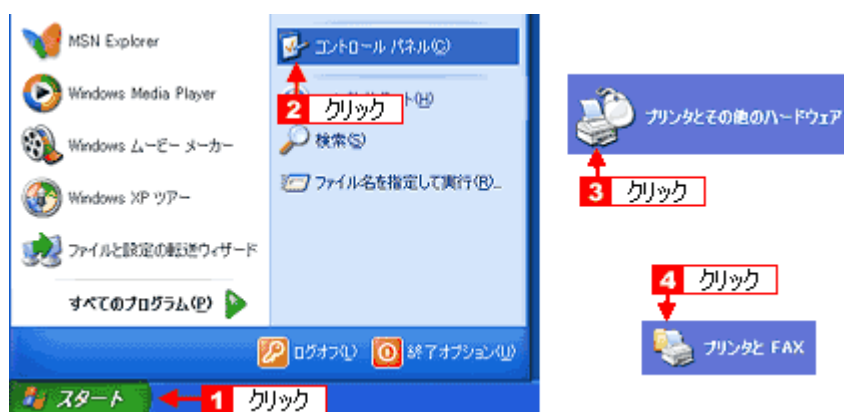 MSN Explorer
Windows Media Player
Windows ムービー メーカー
Windows XP ツアー
ファイルと設定の転送ウィザード
すべてのプログラム(P)
コントロール パネル(C)
2 クリック
ト(H)
検索(S)
ファイル名を指定して実行(R)...
ログオフ(L)
終了オプション(U)
スタート
1 クリック
プリンタとその他のハードウェア
3 クリック
4 クリック
プリンタと FAX